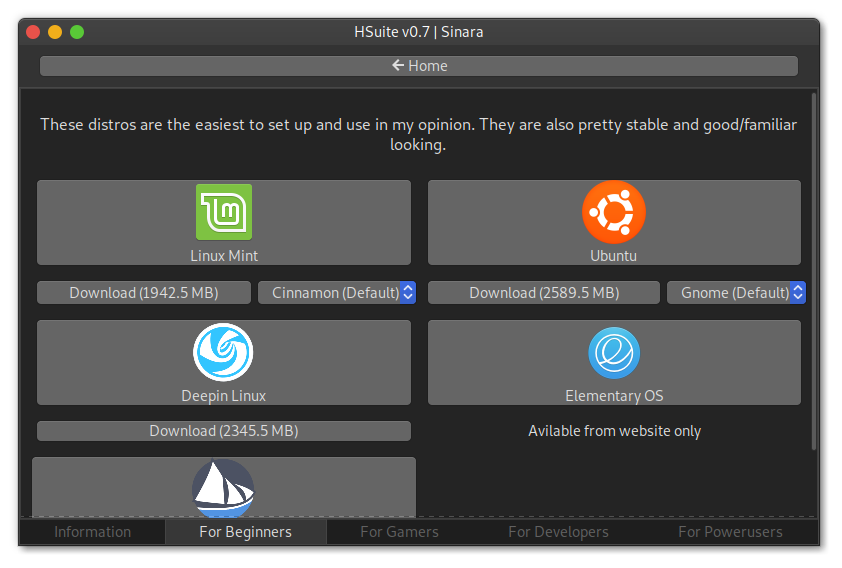 HSuite v0.7 | Sinara
← Home
These distros are the easiest to set up and use in my opinion. They are also pretty stable and good/familiar
looking.
Linux Mint
Ubuntu
Download (1942.5 MB)
Cinnamon (Default)
Download (2589.5 MB)
Gnome (Default)
Deepin Linux
Elementary OS
Download (2345.5 MB)
Avilable from website only
Information
For Beginners
For Gamers
For Developers
For Powerusers